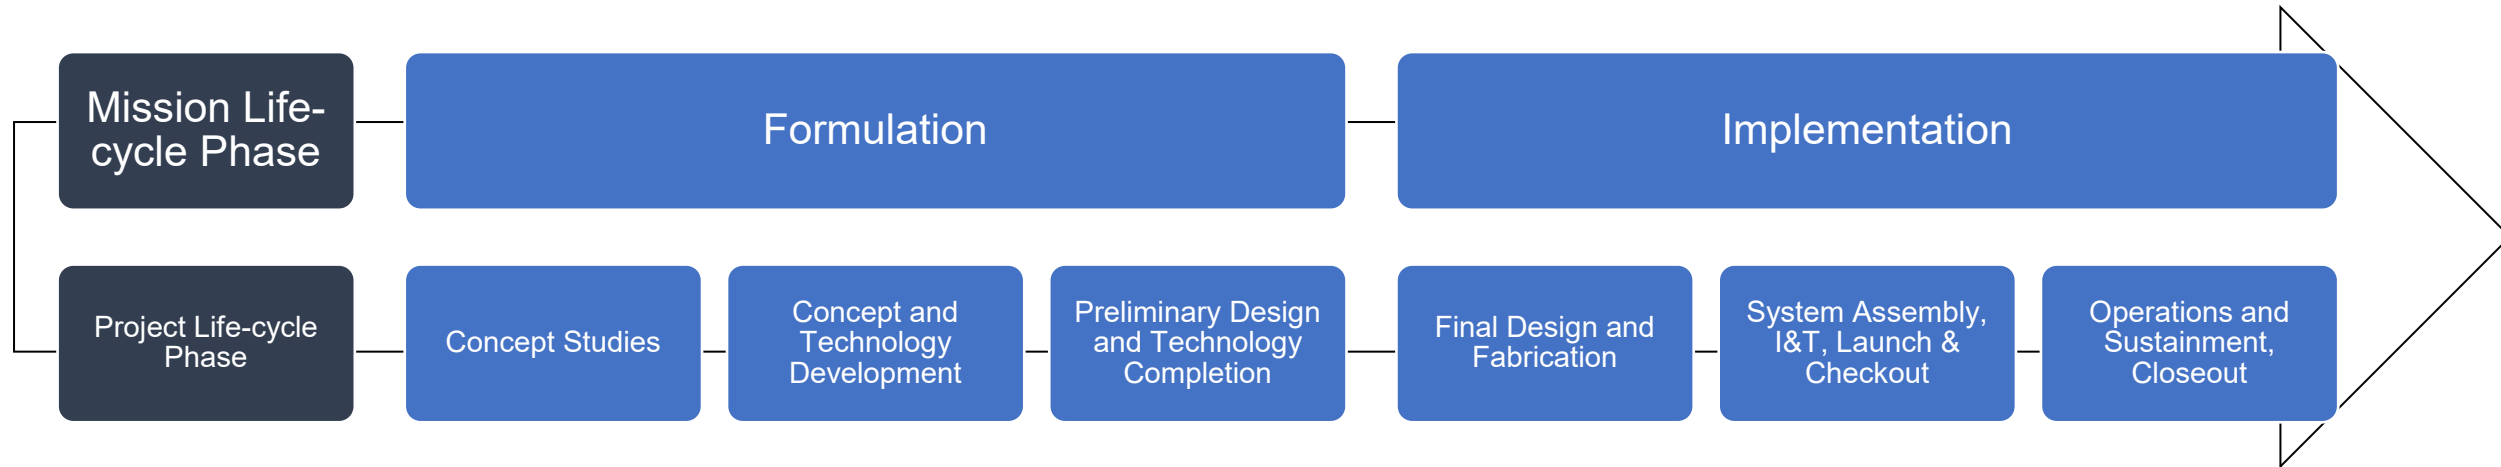 Mission Life-
cycle Phase
Formulation
Implementation
Project Life-cycle
Phase
Concept Studies
Concept and
Technology
Development
Preliminary Design
and Technology
Completion
Final Design and
Fabrication
System Assembly,
I&T, Launch &
Checkout
Operations and
Sustainment,
Closeout